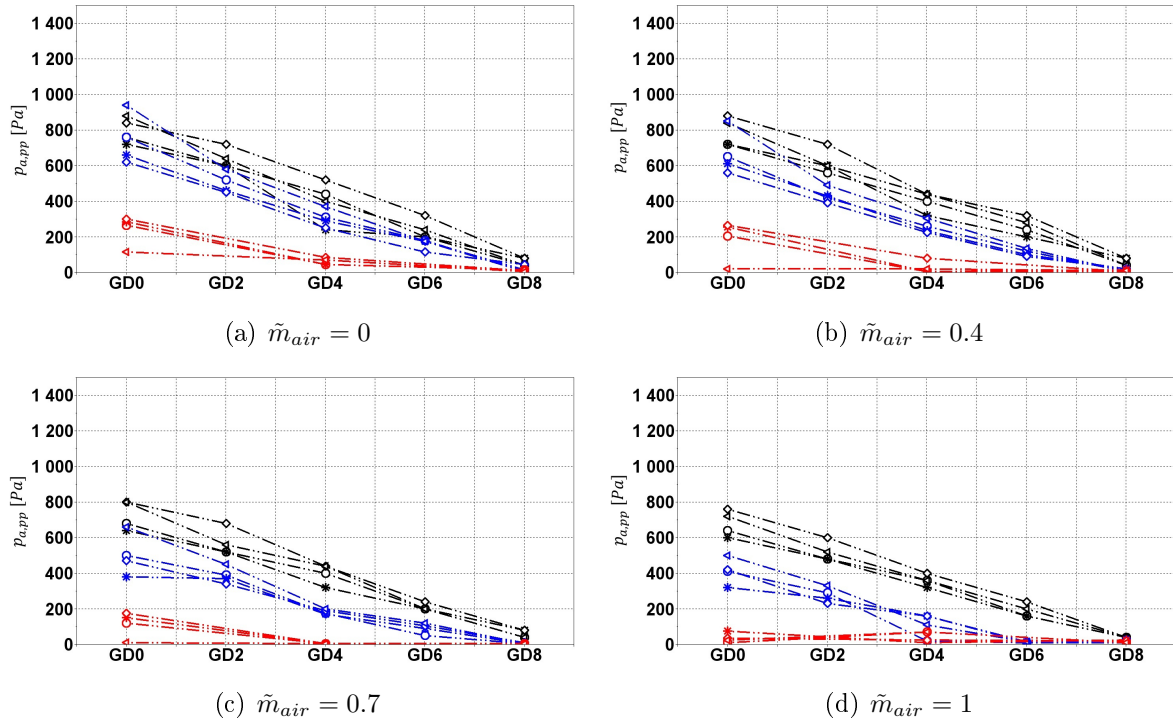 1 400
1 200
1 000
800
600
400
200
0
p_{a,pp} [Pa]
GD0 GD2 GD4 GD6 GD8
(a) m̃_{air} = 0
1 400
1 200
1 000
800
600
400
200
0
p_{a,pp} [Pa]
GD0 GD2 GD4 GD6 GD8
(b) m̃_{air} = 0.4
1 400
1 200
1 000
800
600
400
200
0
p_{a,pp} [Pa]
GD0 GD2 GD4 GD6 GD8
(c) m̃_{air} = 0.7
1 400
1 200
1 000
800
600
400
200
0
p_{a,pp} [Pa]
GD0 GD2 GD4 GD6 GD8
(d) m̃_{air} = 1